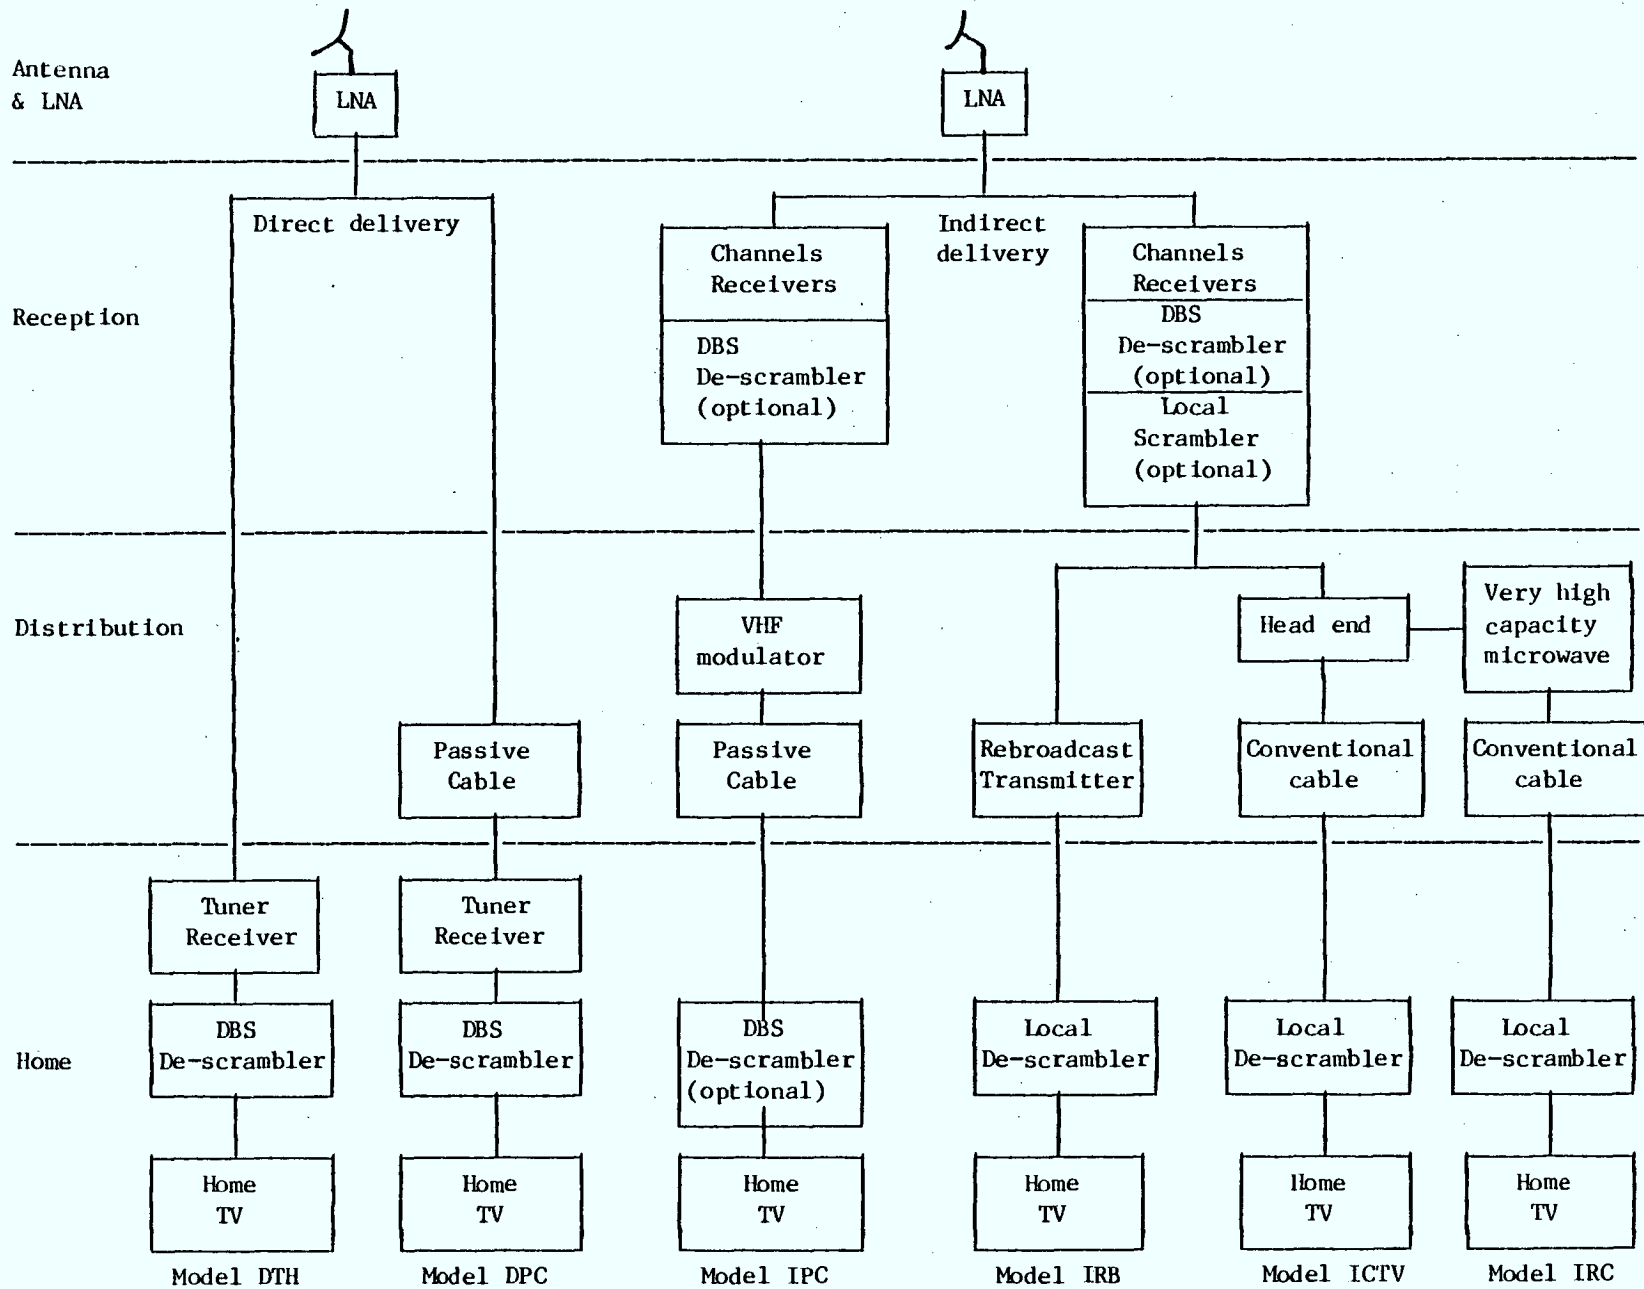 Antenna
& LNA
LNA
LNA
Direct delivery
Indirect
delivery
Reception
Channels
Receivers
DBS
De-scrambler
(optional)
Channels
Receivers
DBS
De-scrambler
(optional)
Local
Scrambler
(optional)
Distribution
VHF
modulator
Head end
Very high
capacity
microwave
Passive
Cable
Passive
Cable
Rebroadcast
Transmitter
Conventional
cable
Conventional
cable
Home
Tuner
Receiver
Tuner
Receiver
DBS
De-scrambler
DBS
De-scrambler
DBS
De-scrambler
(optional)
Local
De-scrambler
Local
De-scrambler
Local
De-scrambler
Home
TV
Home
TV
Home
TV
Home
TV
Home
TV
Home
TV
Model DTH
Model DPC
Model IPC
Model IRB
Model ICTV
Model IRC